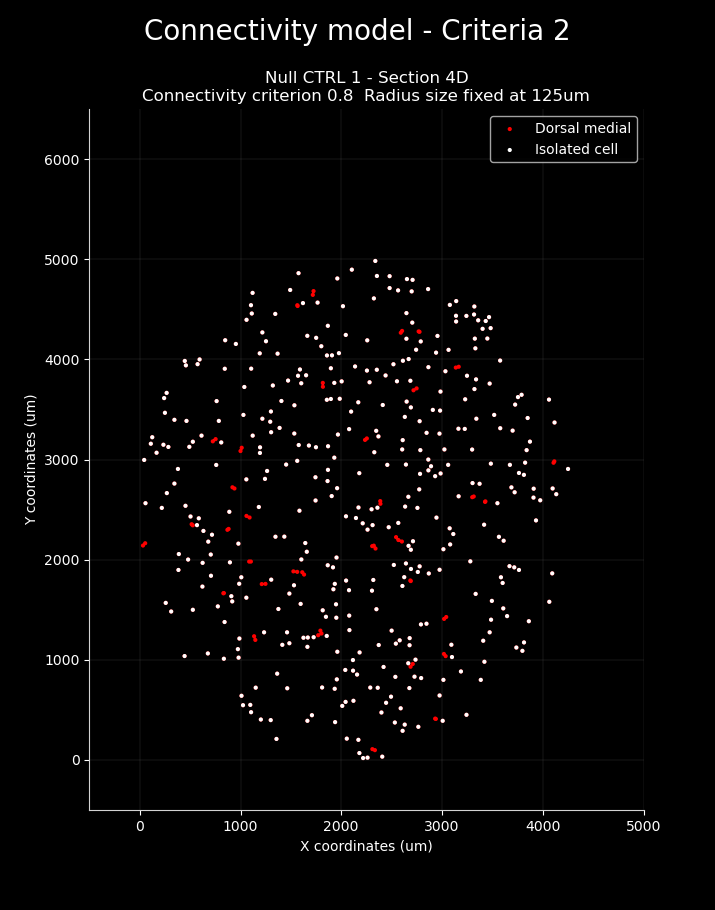 Connectivity model - Criteria 2
Null CTRL 1 - Section 4D
Connectivity criterion 0.8  Radius size fixed at 125um
Dorsal medial
Isolated cell
6000
5000
4000
3000
2000
1000
0
Y coordinates (um)
0 1000 2000 3000 4000 5000
X coordinates (um)